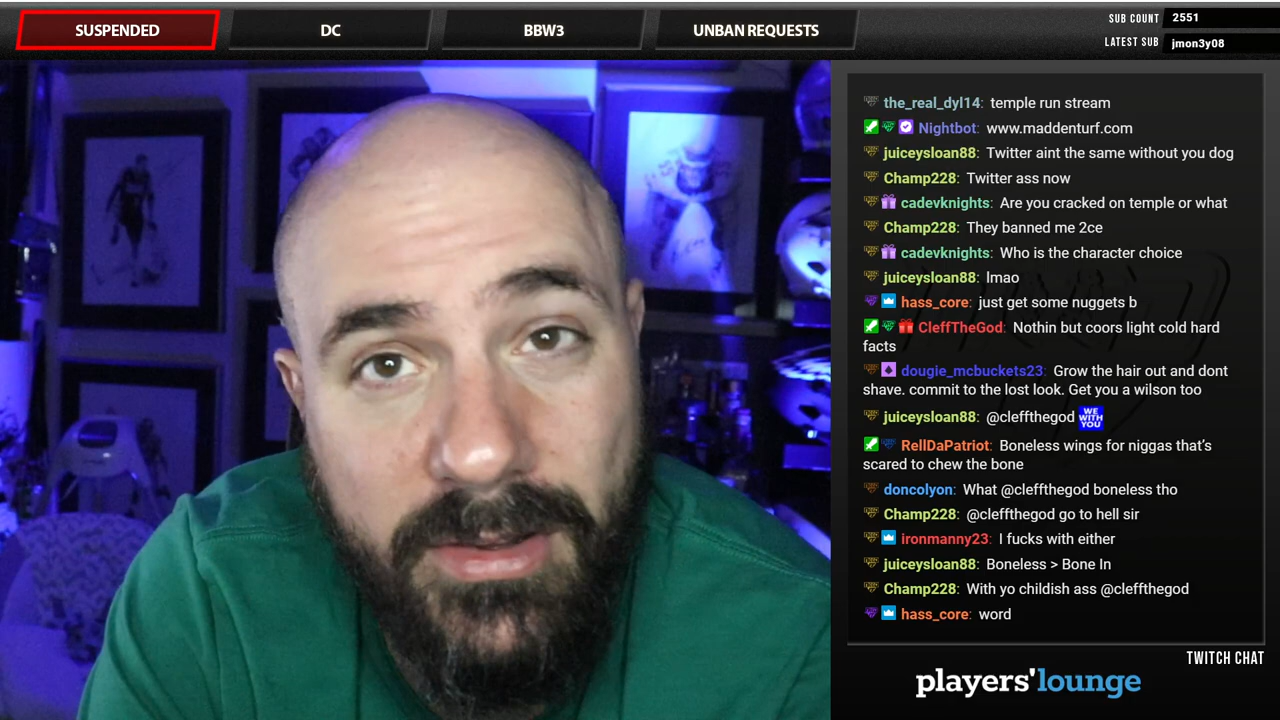 SUSPENDED
DC
BBW3
UNBAN REQUESTS
SUB COUNT 2551
LATEST SUB jmon3y08
the_real_dyl14: temple run stream
Nightbot: www.maddenturf.com
juiceysloan88: Twitter aint the same without you dog
Champ228: Twitter ass now
cadevknights: Are you cracked on temple or what
Champ228: They banned me 2ce
cadevknights: Who is the character choice
juiceysloan88: lmao
hass_core: just get some nuggets b
CleffTheGod: Nothin but coors light cold hard
facts
dougie_mcbuckets23: Grow the hair out and dont
shave. commit to the lost look. Get you a wilson too
juiceysloan88: @cleffthegod WE WITH YOU
RellDaPatriot: Boneless wings for niggas that's
scared to chew the bone
doncolyon: What @cleffthegod boneless tho
Champ228: @cleffthegod go to hell sir
ironmanny23: I fucks with either
juiceysloan88: Boneless > Bone In
Champ228: With yo childish ass @cleffthegod
hass_core: word
TWITCH CHAT
players'lounge